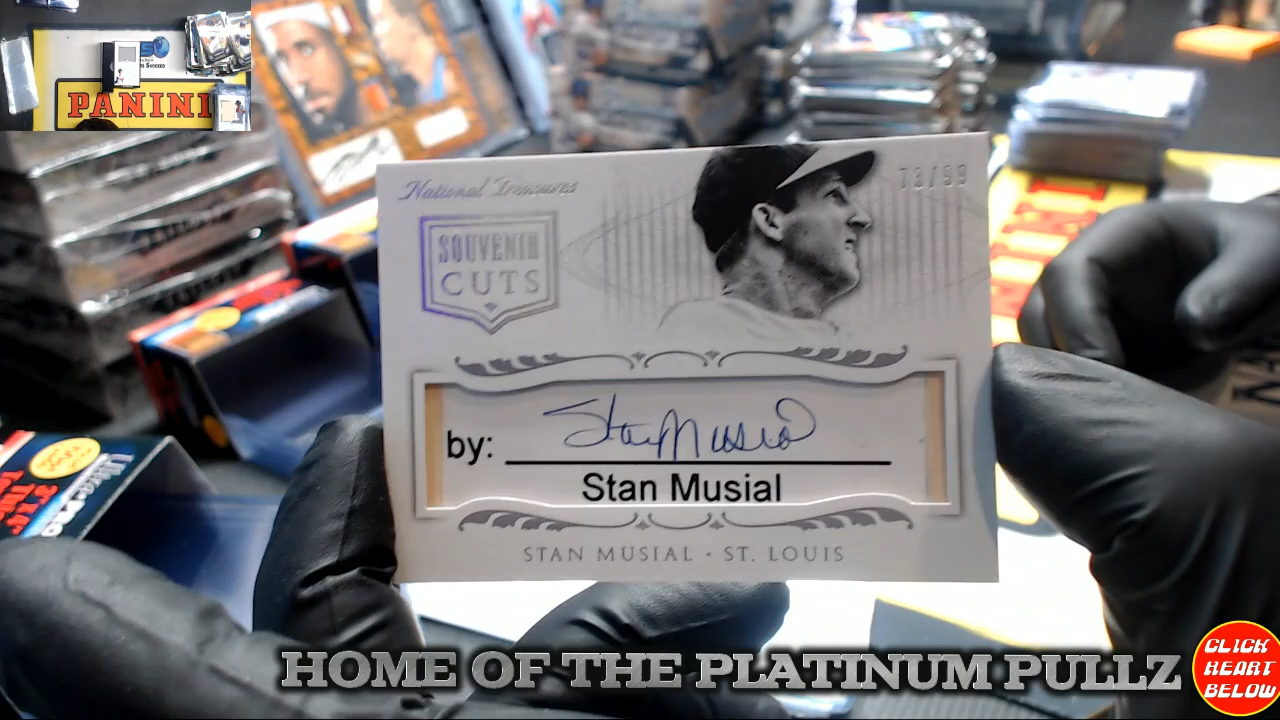 PANINI
National Treasures
13/99
SOUVENIR
CUTS
Stan Musial
by:
Stan Musial
STAN MUSIAL · ST. LOUIS
HOME OF THE PLATINUM PULLZ
CLICK
HEART
BELOW